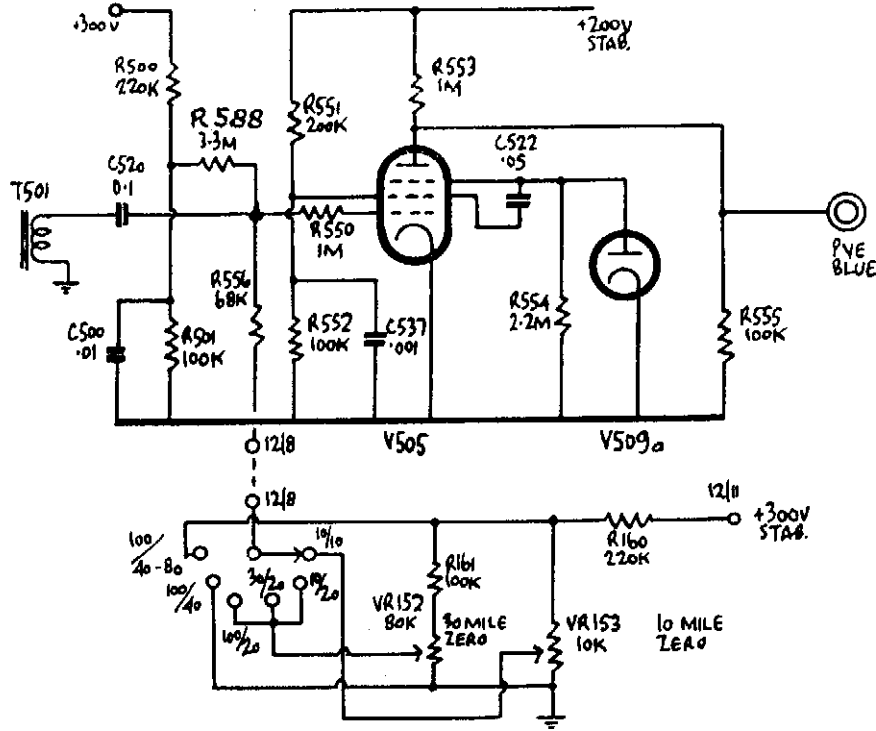 +300V
+200V
STAB.
R500
220K
R588
3.3M
R551
200K
R553
1M
C522
.05
C520
0.1
T501
R550
1M
PYE
BLUE
R556
68K
R554
2.2M
R555
100K
C500
.01
R501
100K
R552
100K
C537
.001
V505
V509a
12/8
12/8
12/11
+300V
STAB.
R160
220K
100/
40-80
10/10
100/
40
30/20
10/20
100/20
R161
100K
VR152
80K
30 MILE
ZERO
VR153
10K
10 MILE
ZERO